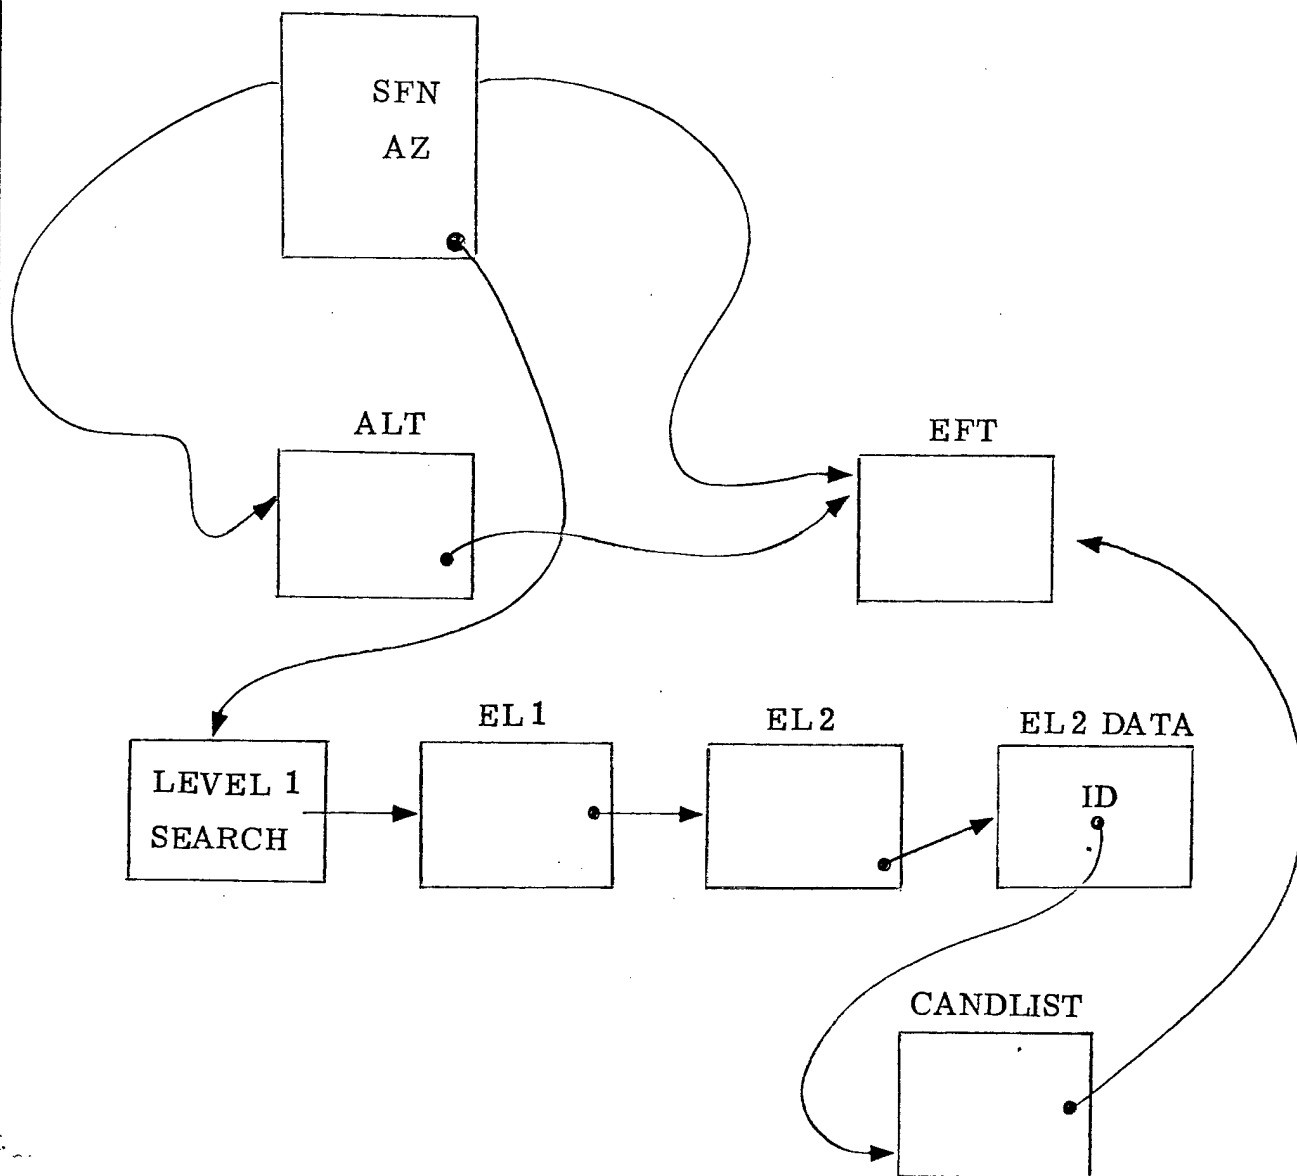 SFN
AZ
ALT
EFT
EL1
EL2
EL2 DATA
LEVEL 1
SEARCH
ID
CANDLIST